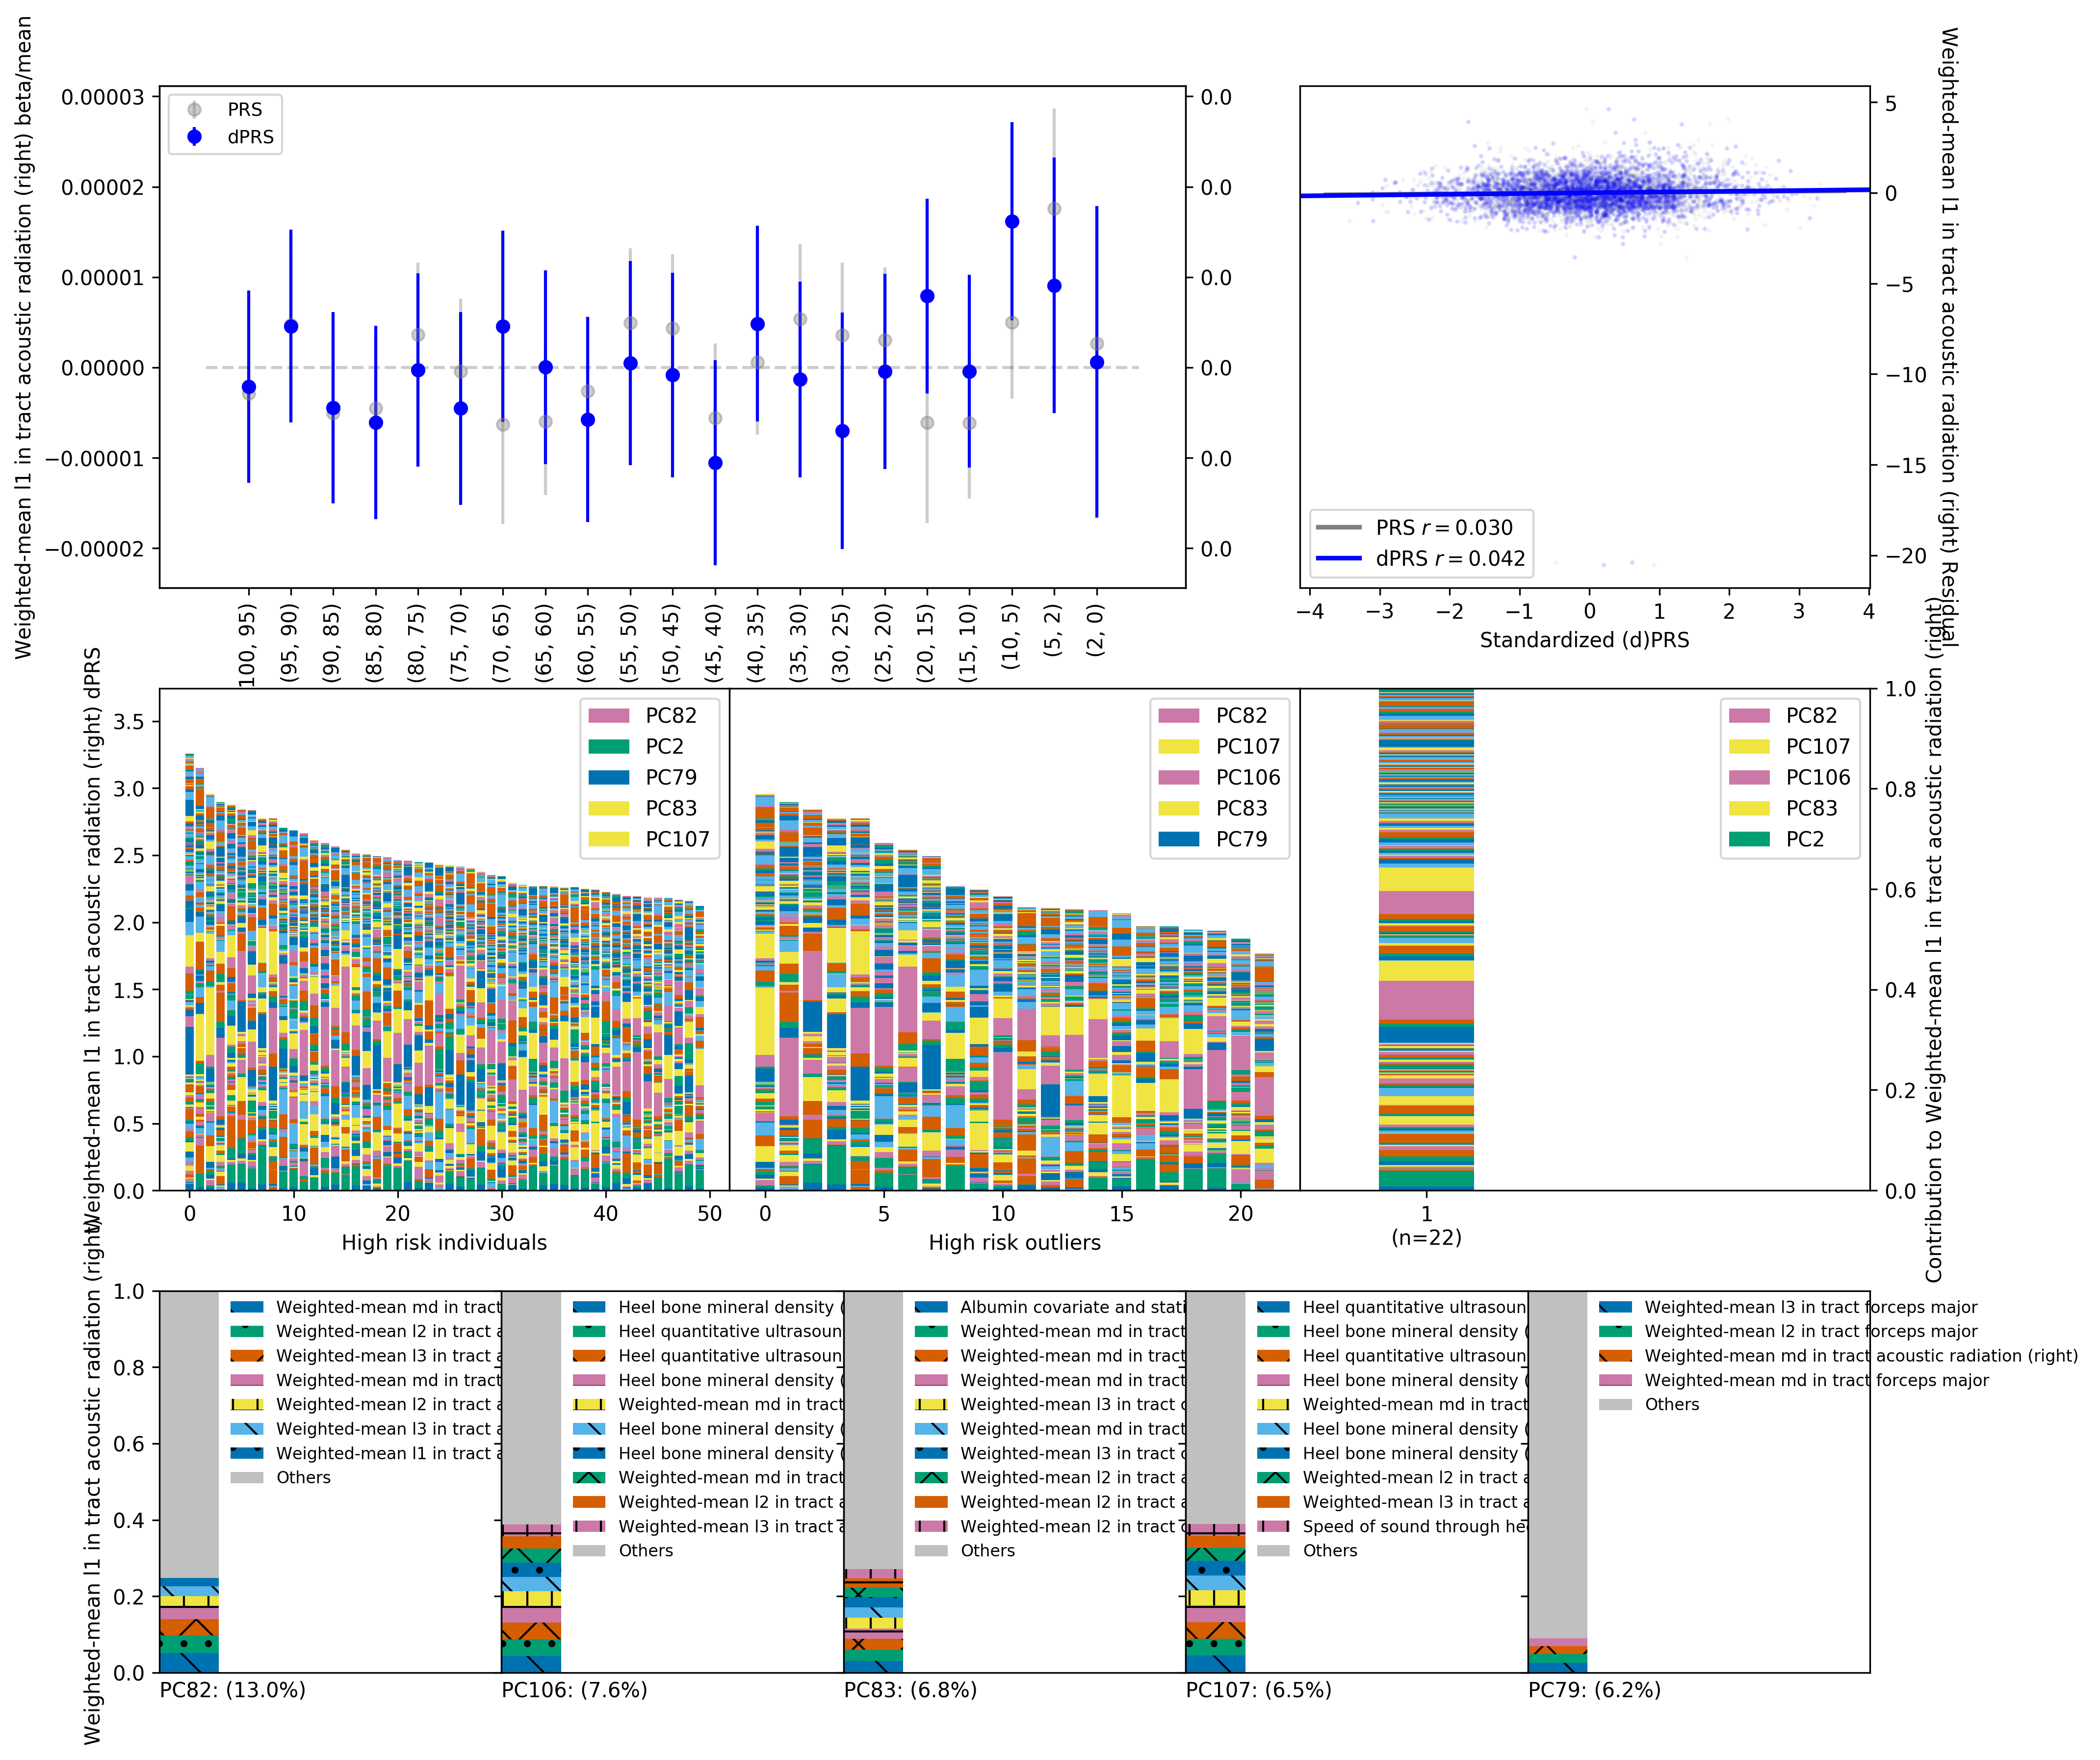 Weighted-mean l1 in tract acoustic radiation (right) beta/mean
0.00003
0.00002
0.00001
0.00000
−0.00001
−0.00002
PRS
dPRS
0.0
0.0
0.0
0.0
0.0
0.0
100, 95)
(95, 90)
(90, 85)
(85, 80)
(80, 75)
(75, 70)
(70, 65)
(65, 60)
(60, 55)
(55, 50)
(50, 45)
(45, 40)
(40, 35)
(35, 30)
(30, 25)
(25, 20)
(20, 15)
(15, 10)
(10, 5)
(5, 2)
(2, 0)
PRS r = 0.030
dPRS r = 0.042
−4
−3
−2
−1
0
1
2
3
4
Standardized (d)PRS
5
0
−5
−10
−15
−20
Weighted-mean l1 in tract acoustic radiation (right) Residual
Weighted-mean l1 in tract acoustic radiation (right) dPRS
3.5
3.0
2.5
2.0
1.5
1.0
0.5
0.0
PC82
PC2
PC79
PC83
PC107
0
10
20
30
40
50
High risk individuals
PC82
PC107
PC106
PC83
PC79
0
5
10
15
20
High risk outliers
PC82
PC107
PC106
PC83
PC2
1
(n=22)
1.0
0.8
0.6
0.4
0.2
0.0
Contribution to Weighted-mean l1 in tract acoustic radiation (right)
Weighted-mean l1 in tract acoustic radiation (right)
1.0
0.8
0.6
0.4
0.2
0.0
Weighted-mean md in tract
Weighted-mean l2 in tract a
Weighted-mean l3 in tract a
Weighted-mean md in tract
Weighted-mean l2 in tract a
Weighted-mean l3 in tract a
Weighted-mean l1 in tract a
Others
PC82: (13.0%)
Heel bone mineral density (
Heel quantitative ultrasoun
Heel quantitative ultrasoun
Heel bone mineral density (
Weighted-mean md in tract
Heel bone mineral density (
Heel bone mineral density (
Weighted-mean md in tract
Weighted-mean l2 in tract a
Weighted-mean l3 in tract a
Others
PC106: (7.6%)
Albumin covariate and stati
Weighted-mean md in tract
Weighted-mean md in tract
Weighted-mean md in tract
Weighted-mean l3 in tract c
Weighted-mean md in tract
Weighted-mean l3 in tract c
Weighted-mean l2 in tract a
Weighted-mean l2 in tract a
Weighted-mean l2 in tract c
Others
PC83: (6.8%)
Heel quantitative ultrasoun
Heel bone mineral density (
Heel quantitative ultrasoun
Heel bone mineral density (
Weighted-mean md in tract
Heel bone mineral density (
Heel bone mineral density (
Weighted-mean l2 in tract a
Weighted-mean l3 in tract a
Speed of sound through hee
Others
PC107: (6.5%)
Weighted-mean l3 in tract forceps major
Weighted-mean l2 in tract forceps major
Weighted-mean md in tract acoustic radiation (right)
Weighted-mean md in tract forceps major
Others
PC79: (6.2%)